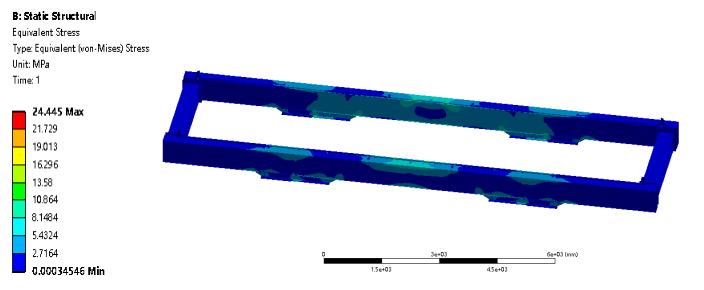 B: Static Structural
Equivalent Stress
Type: Equivalent (von-Mises) Stress
Unit: MPa
Time: 1
24.445 Max
21.729
19.013
16.296
13.58
10.864
8.1484
5.4324
2.7164
0.00034546 Min
0
3e+03
6e+03 (mm)
1.5e+03
4.5e+03